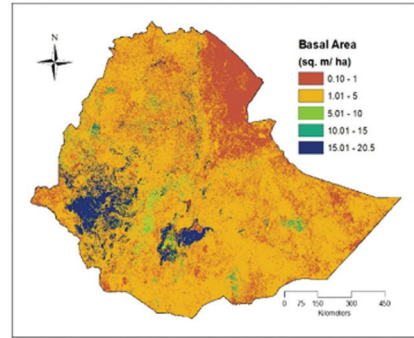 N
Basal Area
(sq. m/ ha)
0.10 - 1
1.01 - 5
5.01 - 10
10.01 - 15
15.01 - 20.5
0 75 150 300 450
Kilometers